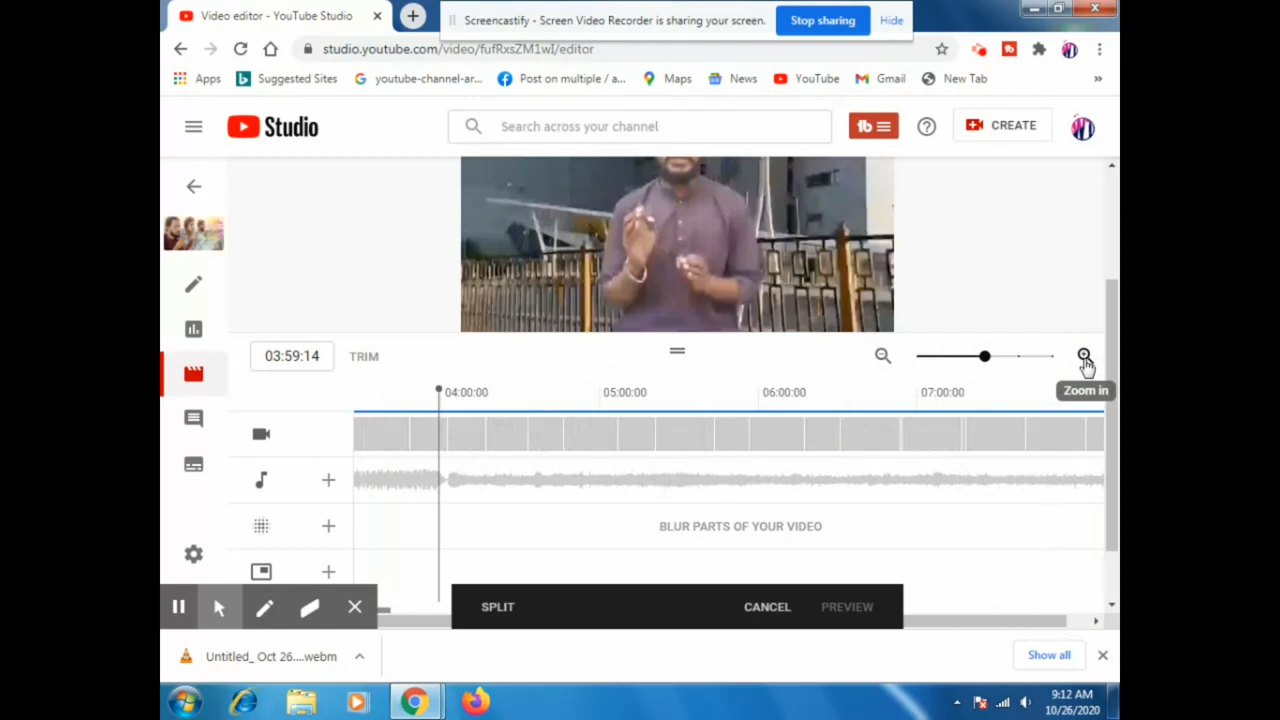 Video editor - YouTube Studio
Screencastify - Screen Video Recorder is sharing your screen.
Stop sharing
Hide
studio.youtube.com/video/fufRxsZM1wI/editor
Apps
Suggested Sites
youtube-channel-ar...
Post on multiple / a...
Maps
News
YouTube
Gmail
New Tab
»
Studio
Search across your channel
tb
CREATE
03:59:14
TRIM
Zoom in
04:00:00
05:00:00
06:00:00
07:00:00
BLUR PARTS OF YOUR VIDEO
SPLIT
CANCEL
PREVIEW
Untitled_ Oct 26....webm
Show all
9:12 AM
10/26/2020